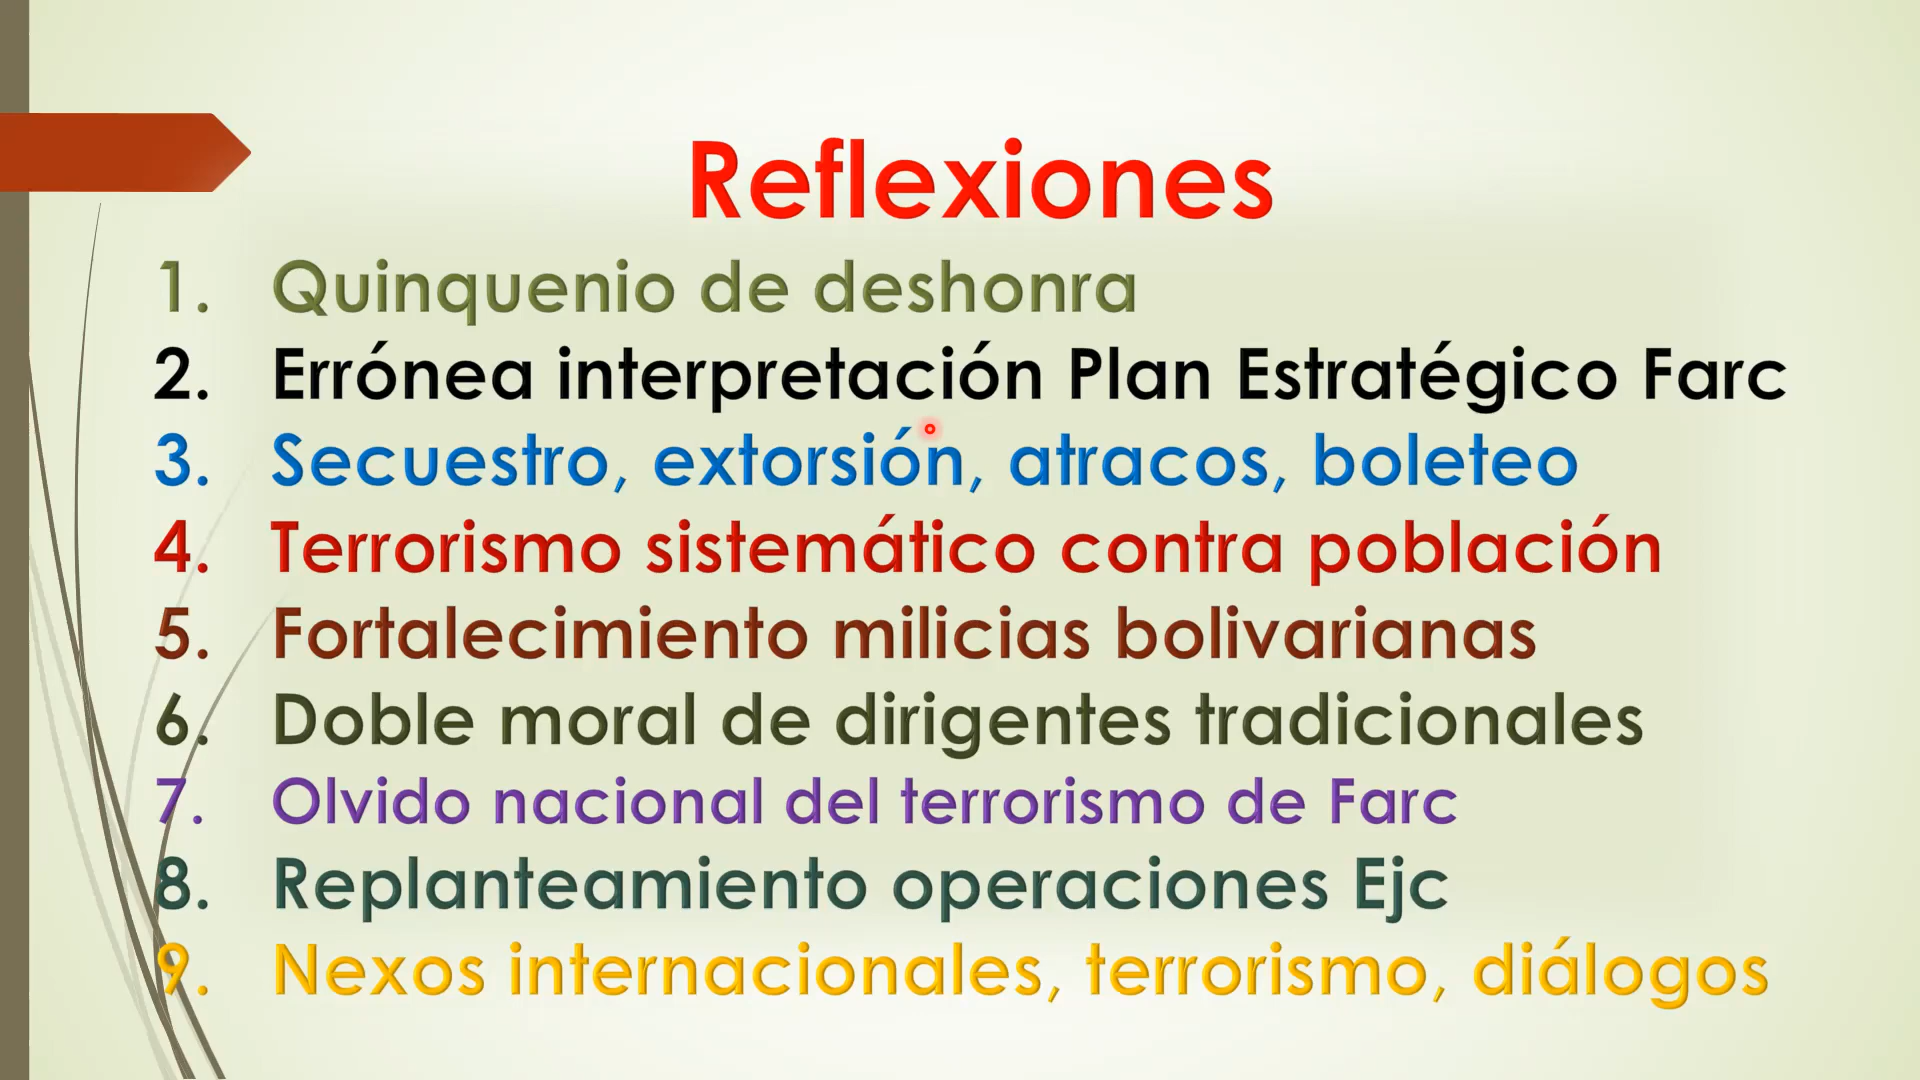 Reflexiones
1. Quinquenio de deshonra
2. Errónea interpretación Plan Estratégico Farc
3. Secuestro, extorsión, atracos, boleteo
4. Terrorismo sistemático contra población
5. Fortalecimiento milicias bolivarianas
6. Doble moral de dirigentes tradicionales
7. Olvido nacional del terrorismo de Farc
8. Replanteamiento operaciones Ejc
9. Nexos internacionales, terrorismo, diálogos